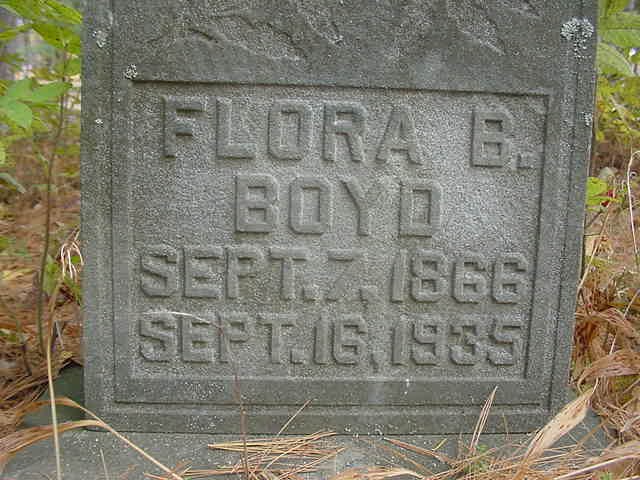 FLORA B.
BOYD
SEPT. 7, 1866
SEPT. 16, 1935